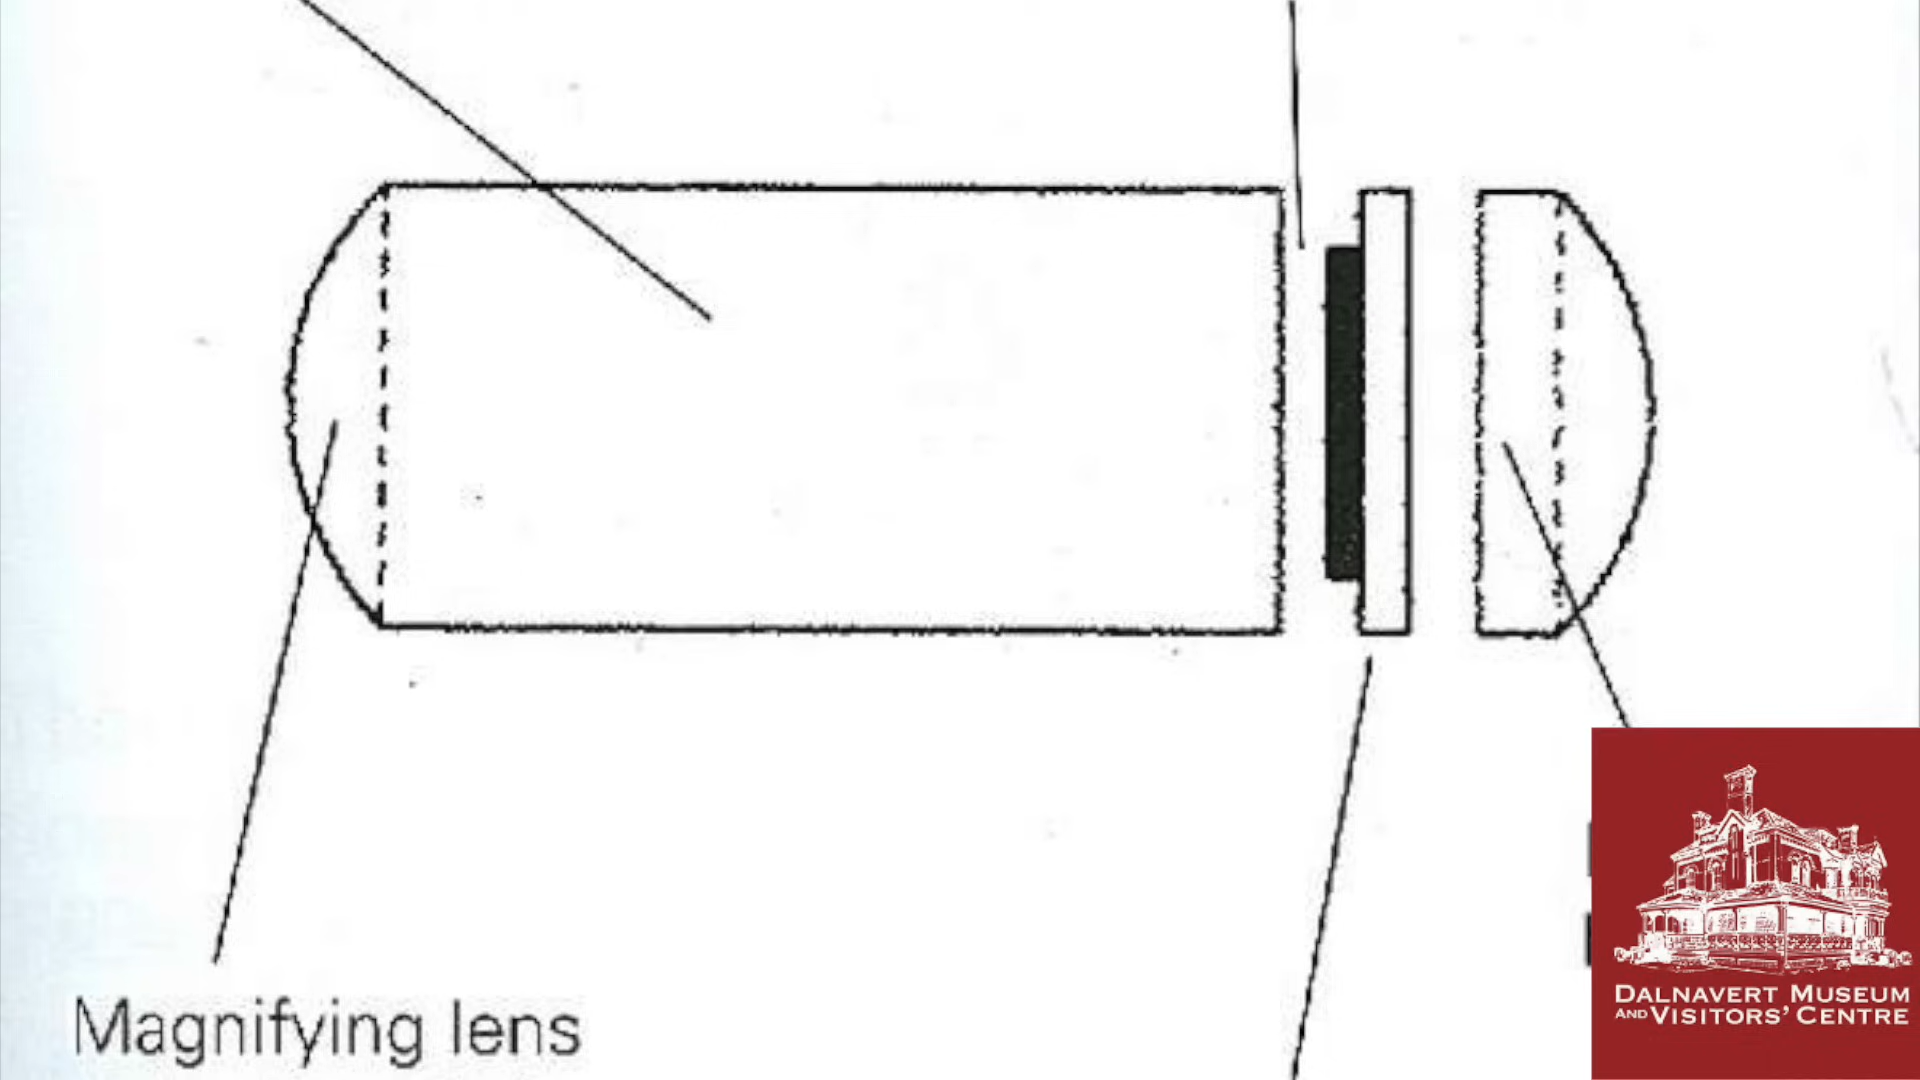 Magnifying lens
DALNAVERT MUSEUM
AND VISITORS' CENTRE